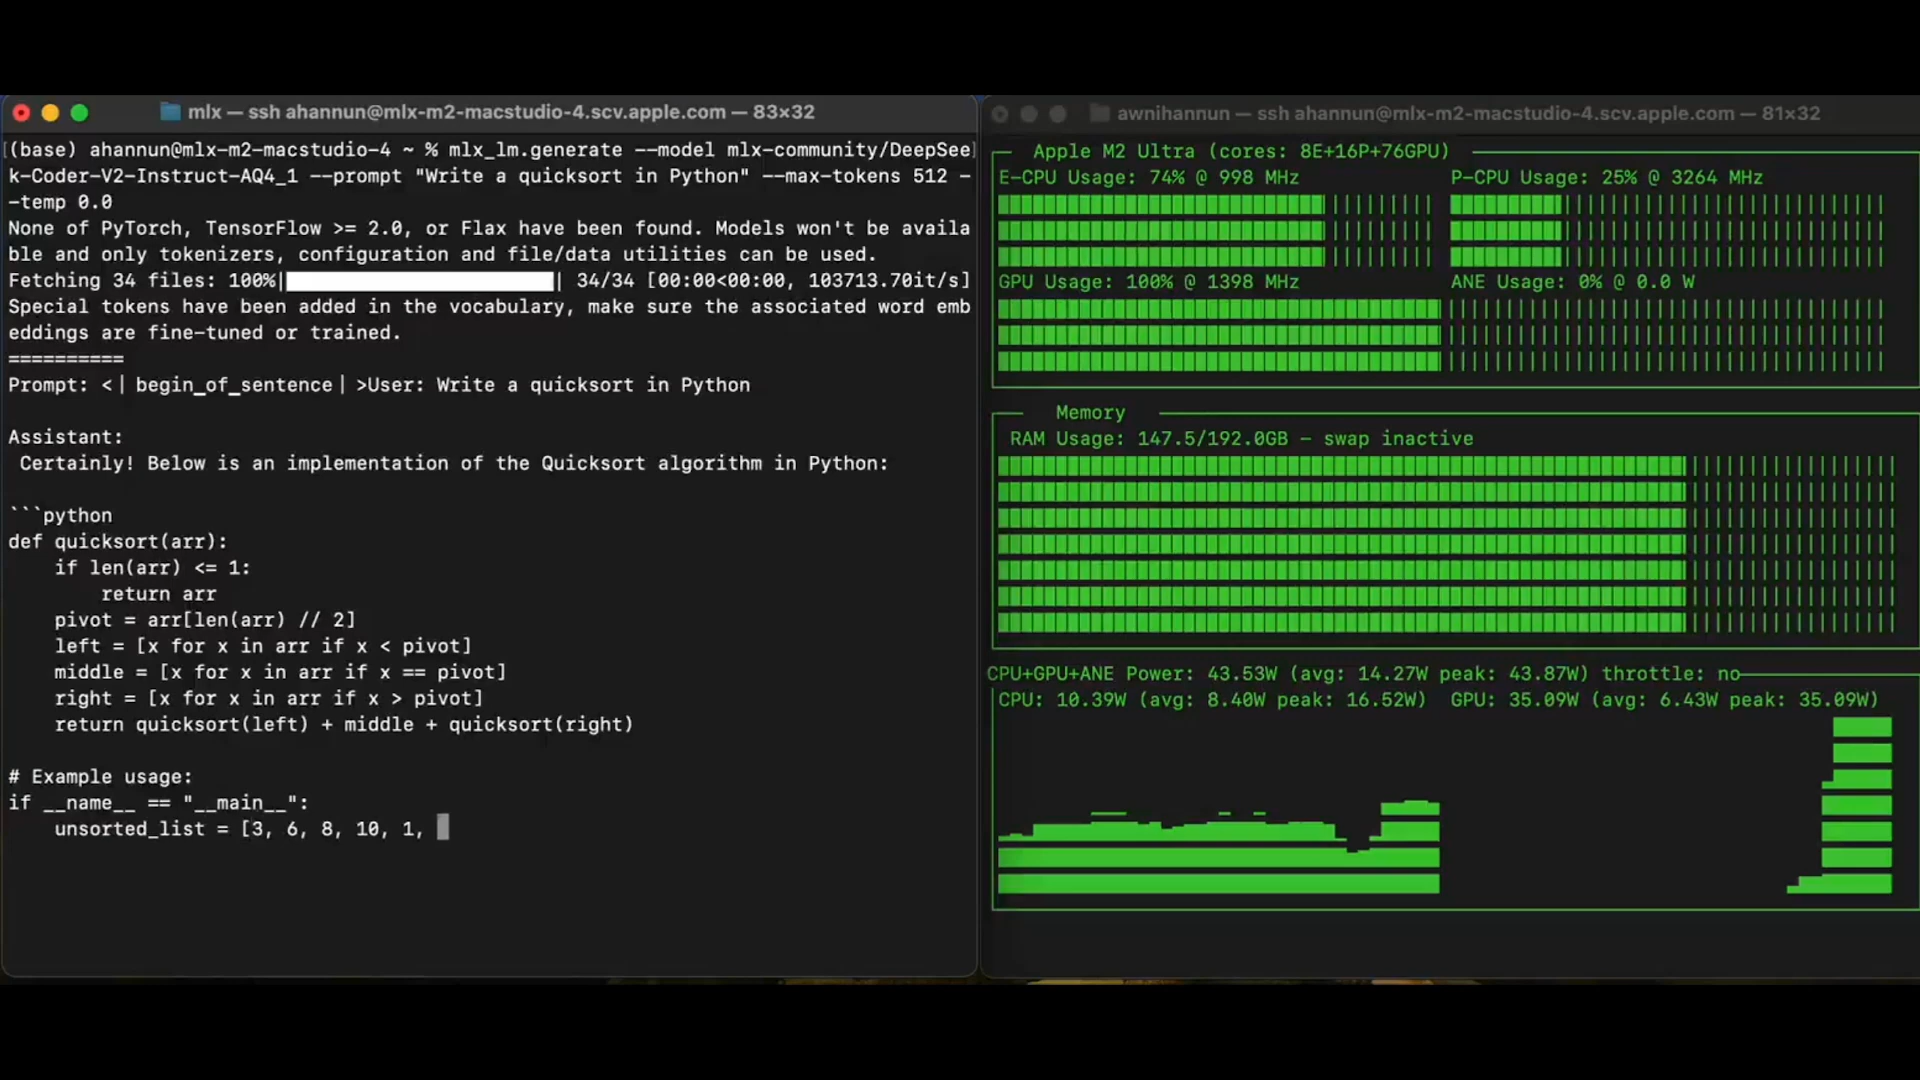 mlx — ssh ahannun@mlx-m2-macstudio-4.scv.apple.com — 83×32
[(base) ahannun@mlx-m2-macstudio-4 ~ % mlx_lm.generate --model mlx-community/DeepSee]
k-Coder-V2-Instruct-AQ4_1 --prompt "Write a quicksort in Python" --max-tokens 512 -
-temp 0.0
None of PyTorch, TensorFlow >= 2.0, or Flax have been found. Models won't be availa
ble and only tokenizers, configuration and file/data utilities can be used.
Fetching 34 files: 100%| | 34/34 [00:00<00:00, 103713.70it/s]
Special tokens have been added in the vocabulary, make sure the associated word emb
eddings are fine-tuned or trained.
==========
Prompt: <|begin_of_sentence|>User: Write a quicksort in Python
Assistant:
Certainly! Below is an implementation of the Quicksort algorithm in Python:
```python
def quicksort(arr):
    if len(arr) <= 1:
        return arr
    pivot = arr[len(arr) // 2]
    left = [x for x in arr if x < pivot]
    middle = [x for x in arr if x == pivot]
    right = [x for x in arr if x > pivot]
    return quicksort(left) + middle + quicksort(right)
# Example usage:
if __name__ == "__main__":
    unsorted_list = [3, 6, 8, 10, 1,
awnihannun — ssh ahannun@mlx-m2-macstudio-4.scv.apple.com — 81×32
Apple M2 Ultra (cores: 8E+16P+76GPU)
E-CPU Usage: 74% @ 998 MHz
P-CPU Usage: 25% @ 3264 MHz
GPU Usage: 100% @ 1398 MHz
ANE Usage: 0% @ 0.0 W
Memory
RAM Usage: 147.5/192.0GB - swap inactive
CPU+GPU+ANE Power: 43.53W (avg: 14.27W peak: 43.87W) throttle: no
CPU: 10.39W (avg: 8.40W peak: 16.52W)
GPU: 35.09W (avg: 6.43W peak: 35.09W)